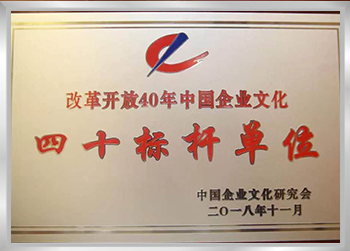 改革开放40年中国企业文化
四十标杆单位
中国企业文化研究会
二〇一八年十一月